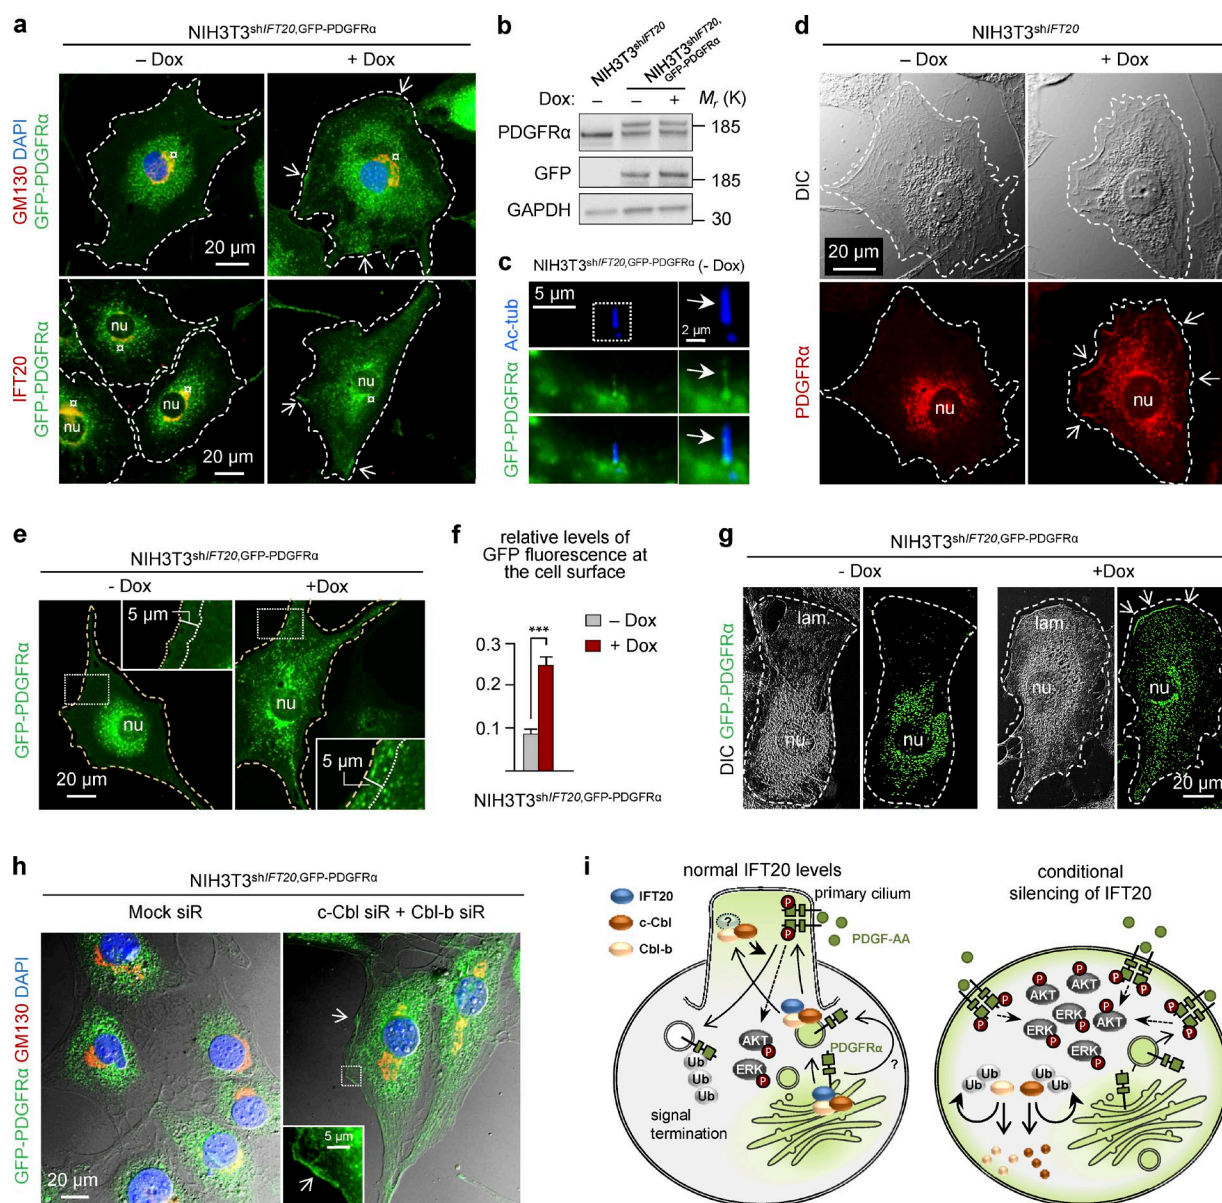 a
NIH3T3shIFT20,GFP-PDGFRα
– Dox
+ Dox
GM130 DAPI
GFP-PDGFRα
¤
¤
20 µm
20 µm
IFT20
GFP-PDGFRα
nu
¤
¤
nu
¤
nu
20 µm
nu
¤
b
NIH3T3shIFT20
NIH3T3shIFT20,
GFP-PDGFRα
Dox:
–
–
+
Mr (K)
PDGFRα
185
GFP
185
GAPDH
30
c
NIH3T3shIFT20,GFP-PDGFRα (- Dox)
5 µm
2 µm
Ac-tub
GFP-PDGFRα
d
NIH3T3shIFT20
– Dox
+ Dox
DIC
20 µm
PDGFRα
nu
nu
e
NIH3T3shIFT20,GFP-PDGFRα
- Dox
+Dox
GFP-PDGFRα
5 µm
nu
20 µm
nu
5 µm
f
relative levels of
GFP fluorescence at
the cell surface
– Dox
+ Dox
***
0.3
0.2
0.1
NIH3T3shIFT20,GFP-PDGFRα
g
NIH3T3shIFT20,GFP-PDGFRα
- Dox
+Dox
DIC GFP-PDGFRα
lam.
nu
nu
lam.
nu
nu
20 µm
h
NIH3T3shIFT20,GFP-PDGFRα
Mock siR
c-Cbl siR + Cbl-b siR
GFP-PDGFRα GM130 DAPI
20 µm
5 µm
i
normal IFT20 levels
conditional
silencing of IFT20
primary cilium
IFT20
c-Cbl
Cbl-b
?
P
P
PDGF-AA
AKT
P
ERK
P
PDGFRα
?
Ub
Ub
Ub
signal
termination
P
P
P
P
P
P
P
P
AKT
P
AKT
P
ERK
P
AKT
P
ERK
P
ERK
P
Ub
Ub
Ub
Ub